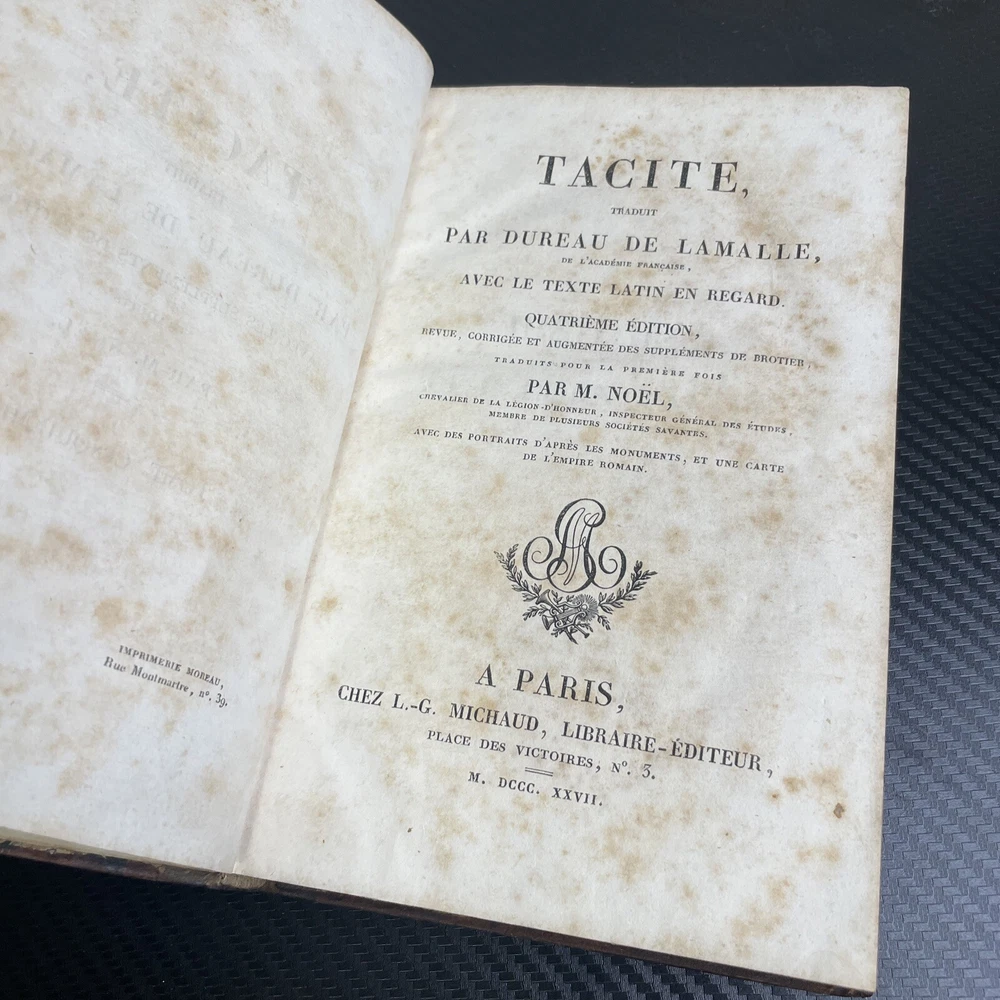 IMPRIMERIE MOREAU,
Rue Montmartre, nº. 39.
TACITE,
TRADUIT
PAR DUREAU DE LAMALLE,
DE L'ACADÉMIE FRANÇAISE,
AVEC LE TEXTE LATIN EN REGARD.
QUATRIÈME ÉDITION,
REVUE, CORRIGÉE ET AUGMENTÉE DES SUPPLÉMENTS DE BROTIER,
TRADUITS POUR LA PREMIÈRE FOIS
PAR M. NOËL,
CHEVALIER DE LA LÉGION-D'HONNEUR, INSPECTEUR GÉNÉRAL DES ÉTUDES,
MEMBRE DE PLUSIEURS SOCIÉTÉS SAVANTES.
AVEC DES PORTRAITS D'APRÈS LES MONUMENTS, ET UNE CARTE
DE L'EMPIRE ROMAIN.
A PARIS,
CHEZ L.-G. MICHAUD, LIBRAIRE-ÉDITEUR,
PLACE DES VICTOIRES, Nº. 3.
M. DCCC. XXVII.